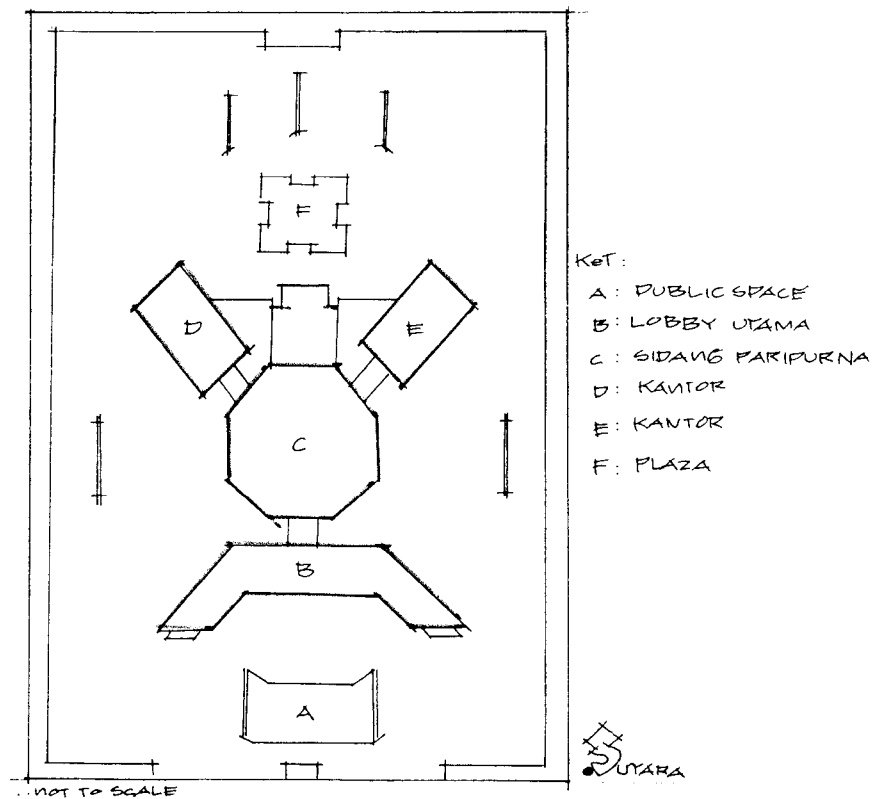 F
D
E
C
B
A
KeT :
A : PUBLIC SPACE
B : LOBBY UTAMA
C : SIDANG PARIPURNA
D : KANTOR
E : KANTOR
F : PLAZA
UTARA
NOT TO SCALE